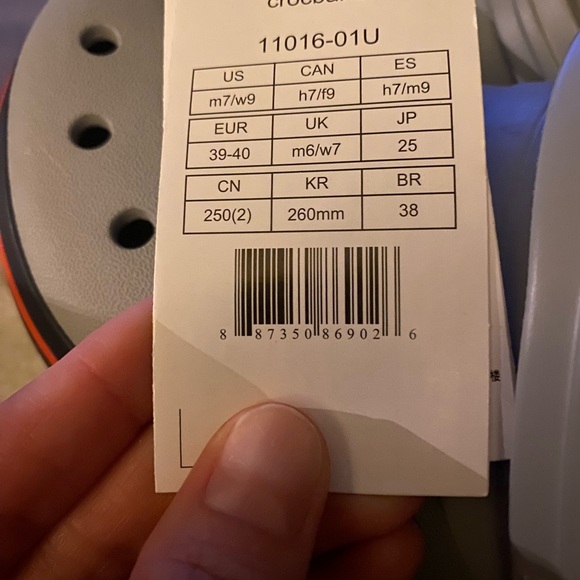 11016-01U
US CAN ES
m7/w9 h7/f9 h7/m9
EUR UK JP
39-40 m6/w7 25
CN KR BR
250(2) 260mm 38
8 87350 86902 6